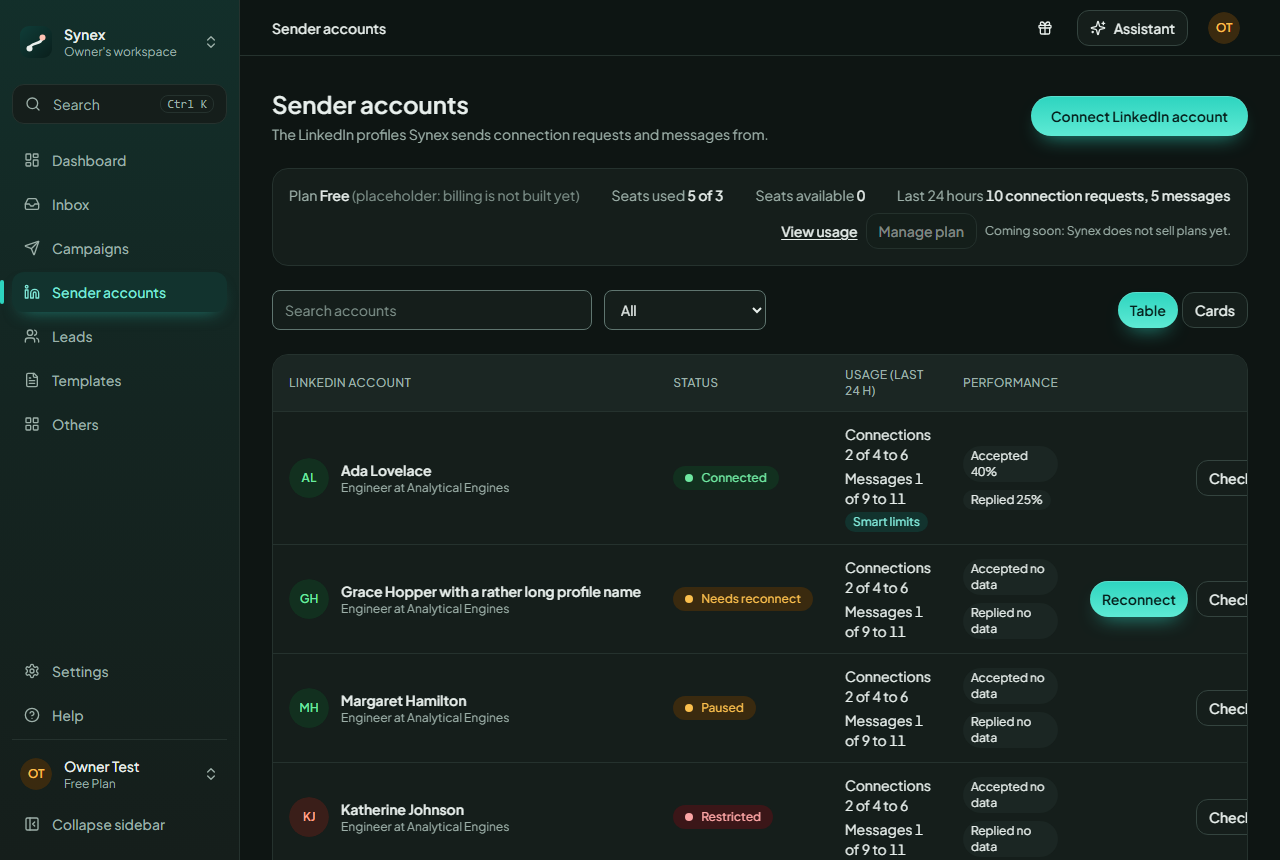 Synex
Owner's workspace
Search
Ctrl K
Dashboard
Inbox
Campaigns
Sender accounts
Leads
Templates
Others
Settings
Help
OT
Owner Test
Free Plan
Collapse sidebar
Sender accounts
Assistant
OT
Sender accounts
The LinkedIn profiles Synex sends connection requests and messages from.
Connect LinkedIn account
Plan Free (placeholder: billing is not built yet)
Seats used 5 of 3
Seats available 0
Last 24 hours 10 connection requests, 5 messages
View usage
Manage plan
Coming soon: Synex does not sell plans yet.
Search accounts
All
Table
Cards
LINKEDIN ACCOUNT
STATUS
USAGE (LAST
24 H)
PERFORMANCE
AL
Ada Lovelace
Engineer at Analytical Engines
Connected
Connections
2 of 4 to 6
Messages 1
of 9 to 11
Smart limits
Accepted
40%
Replied 25%
Check
GH
Grace Hopper with a rather long profile name
Engineer at Analytical Engines
Needs reconnect
Connections
2 of 4 to 6
Messages 1
of 9 to 11
Accepted no
data
Replied no
data
Reconnect
Check
MH
Margaret Hamilton
Engineer at Analytical Engines
Paused
Connections
2 of 4 to 6
Messages 1
of 9 to 11
Accepted no
data
Replied no
data
Check
KJ
Katherine Johnson
Engineer at Analytical Engines
Restricted
Connections
2 of 4 to 6
Messages 1
of 9 to 11
Accepted no
data
Replied no
data
Check